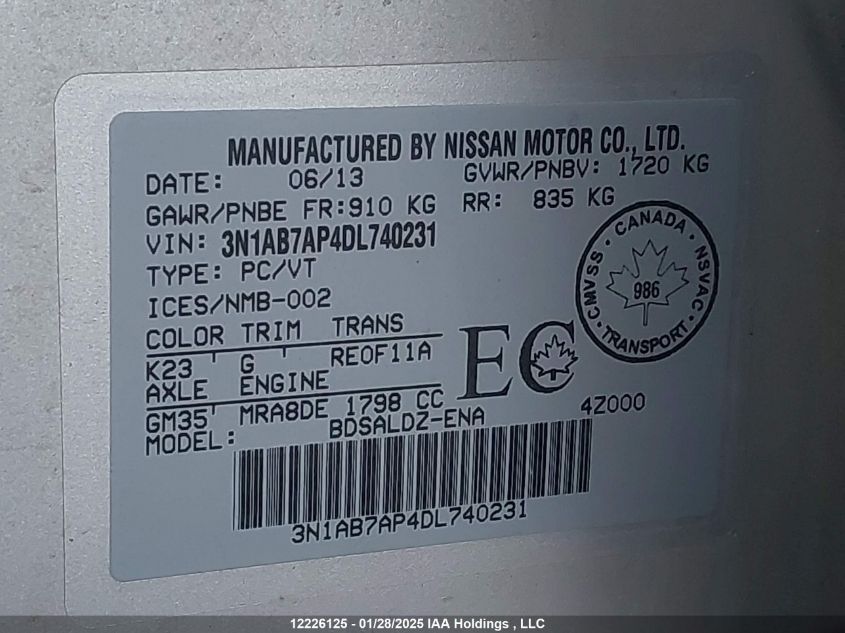 MANUFACTURED BY NISSAN MOTOR CO., LTD.
DATE: 06/13 GVWR/PNBV: 1720 KG
GAWR/PNBE FR:910 KG RR: 835 KG
VIN: 3N1AB7AP4DL740231
TYPE: PC/VT
ICES/NMB-002
COLOR TRIM TRANS
K23 ' G ' RE0F11A
AXLE ENGINE
GM35' MRA8DE 1798 CC
MODEL: BDSALDZ-ENA 4Z000
EC
CANADA
CMVSS · NSVAC
986
TRANSPORT
3N1AB7AP4DL740231
12226125 - 01/28/2025 IAA Holdings , LLC